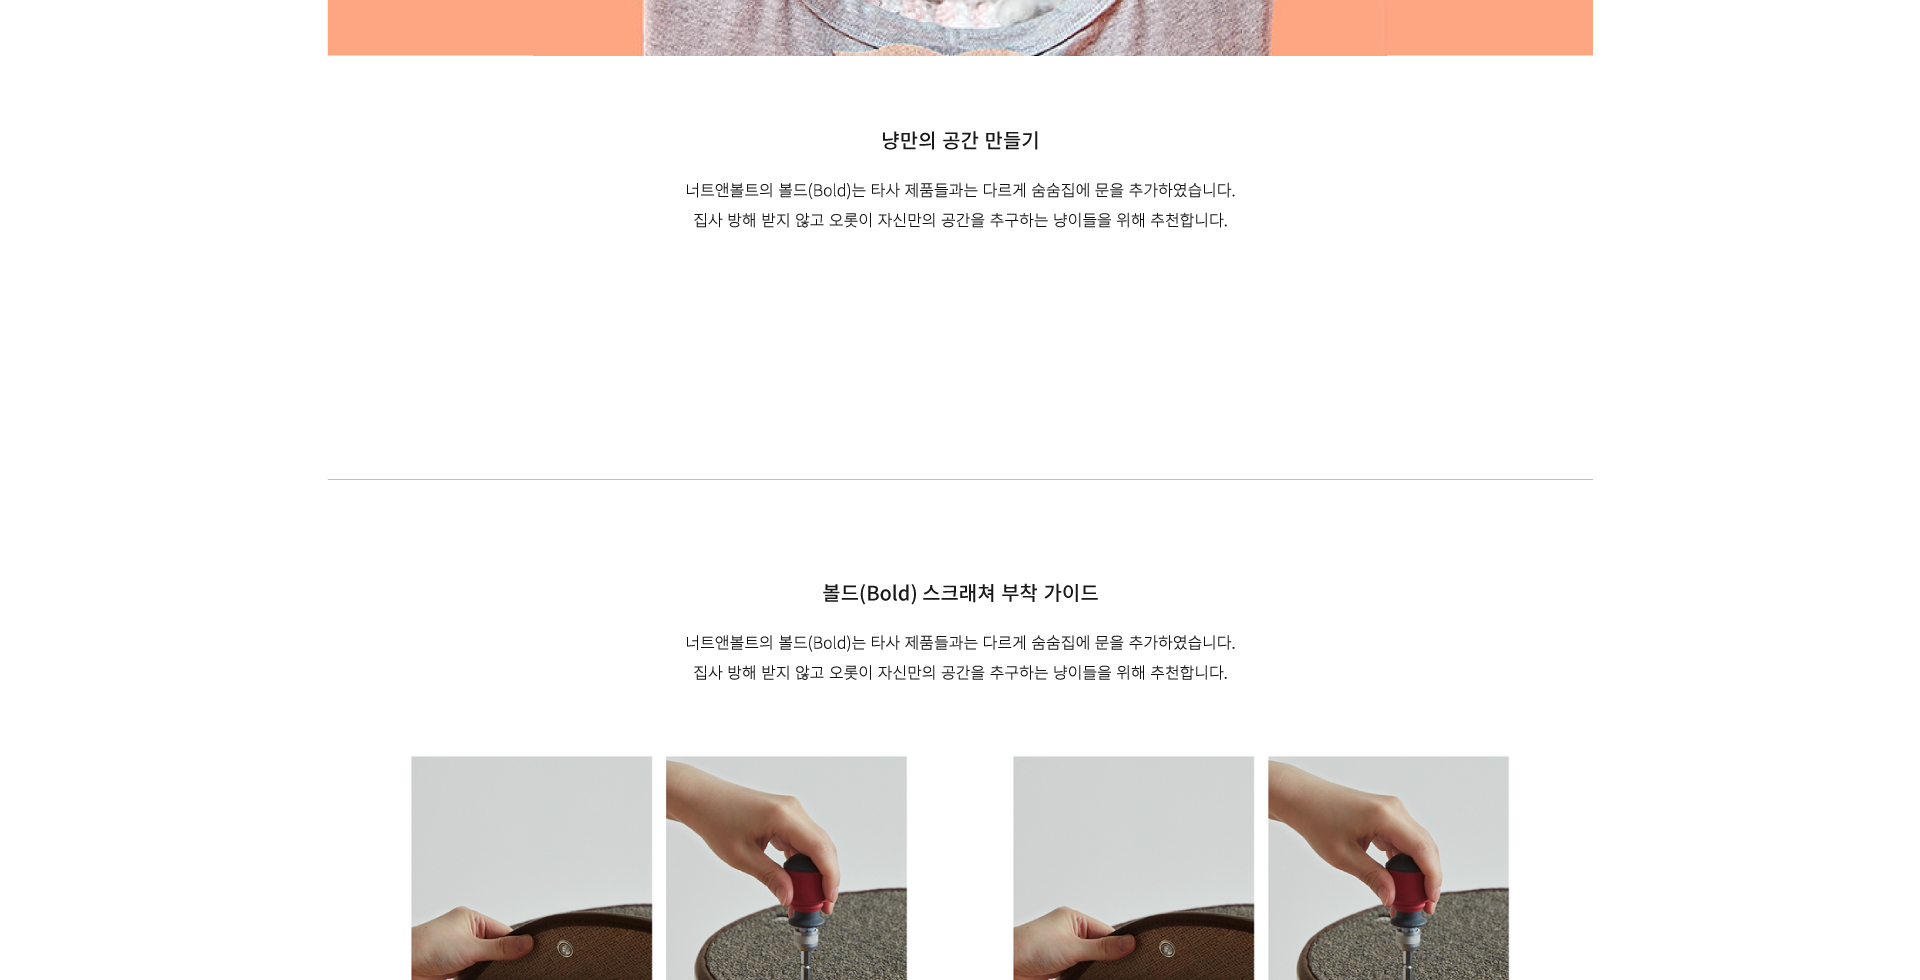 냥만의 공간 만들기
너트앤볼트의 볼드(Bold)는 타사 제품들과는 다르게 숨숨집에 문을 추가하였습니다.
집사 방해 받지 않고 오롯이 자신만의 공간을 추구하는 냥이들을 위해 추천합니다.
볼드(Bold) 스크래쳐 부착 가이드
너트앤볼트의 볼드(Bold)는 타사 제품들과는 다르게 숨숨집에 문을 추가하였습니다.
집사 방해 받지 않고 오롯이 자신만의 공간을 추구하는 냥이들을 위해 추천합니다.